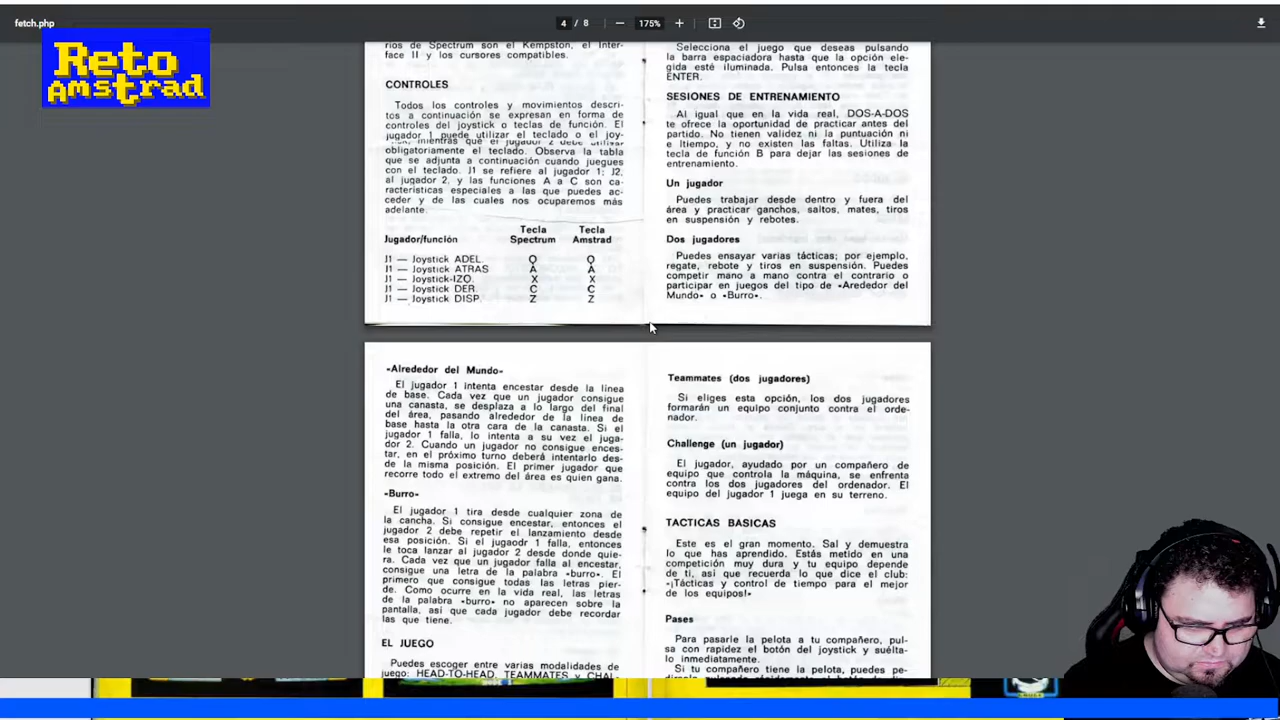 fetch.php
4 / 8
175%
Reto
Amstrad
rios de Spectrum son el Kempston, el Inter-
face II y los cursores compatibles.
CONTROLES
Todos los controles y movimientos descri-
tos a continuación se expresan en forma de
controles del joystick o teclas de función. El
jugador 1 puede utilizar el teclado o el joy-
mientras que el jugador 2 debe utilizar
obligatoriamente el teclado. Observa la tabla
que se adjunta a continuación cuando juegues
con el teclado. J1 se refiere al jugador 1; J2,
al jugador 2, y las funciones A a C son ca-
racterísticas especiales a las que puedes ac-
ceder y de las cuales nos ocuparemos más
adelante.
Jugador/función Tecla Spectrum Tecla Amstrad
J1 — Joystick ADEL. Q Q
J1 — Joystick ATRAS A A
J1 — Joystick-IZQ. X X
J1 — Joystick DER. C C
J1 — Joystick DISP. Z Z
Selecciona el juego que deseas pulsando
la barra espaciadora hasta que la opción ele-
gida esté iluminada. Pulsa entonces la tecla
ENTER.
SESIONES DE ENTRENAMIENTO
Al igual que en la vida real, DOS-A-DOS
te ofrece la oportunidad de practicar antes del
partido. No tienen validez ni la puntuación ni
e ltiempo, y no existen las faltas. Utiliza la
tecla de función B para dejar las sesiones de
entrenamiento.
Un jugador
Puedes trabajar desde dentro y fuera del
área y practicar ganchos, saltos, mates, tiros
en suspensión y rebotes.
Dos jugadores
Puedes ensayar varias tácticas; por ejemplo,
regate, rebote y tiros en suspensión. Puedes
competir mano a mano contra el contrario o
participar en juegos del tipo de «Arededor del
Mundo» o «Burro».
«Alrededor del Mundo»
El jugador 1 intenta encestar desde la línea
de base. Cada vez que un jugador consigue
una canasta, se desplaza a lo largo del final
del área, pasando alrededor de la línea de
base hasta la otra cara de la canasta. Si el
jugador 1 falla, lo intenta a su vez el juga-
dor 2. Cuando un jugador no consigue ences-
tar, en el próximo turno deberá intentarlo des-
de la misma posición. El primer jugador que
recorre todo el extremo del área es quien gana.
«Burro»
El jugador 1 tira desde cualquier zona de
la cancha. Si consigue encestar, entonces el
jugador 2 debe repetir el lanzamiento desde
esa posición. Si el jugaodr 1 falla, entonces
le toca lanzar al jugador 2 desde donde quie-
ra. Cada vez que un jugador falla al encestar,
consigue una letra de la palabra «burro». El
primero que consigue todas las letras pier-
de. Como ocurre en la vida real, las letras
de la palabra «burro» no aparecen sobre la
pantalla, así que cada jugador debe recordar
las que tiene.
EL JUEGO
Puedes escoger entre varias modalidades de
juego: HEAD-TO-HEAD, TEAMMATES y CHAL-
Teammates (dos jugadores)
Si eliges esta opción, los dos jugadores
formarán un equipo conjunto contra el orde-
nador.
Challenge (un jugador)
El jugador, ayudado por un compañero de
equipo que controla la máquina, se enfrenta
contra los dos jugadores del ordenador. El
equipo del jugador 1 juega en su terreno.
TACTICAS BASICAS
Este es el gran momento. Sal y demuestra
lo que has aprendido. Estás metido en una
competición muy dura y tu equipo depende
de ti, así que recuerda lo que dice el club:
«¡Tácticas y control de tiempo para el mejor
de los equipos!»
Pases
Para pasarle la pelota a tu compañero, pul-
sa con rapidez el botón del joystick y suélta-
lo inmediatamente.
Si tu compañero tiene la pelota, puedes pe-